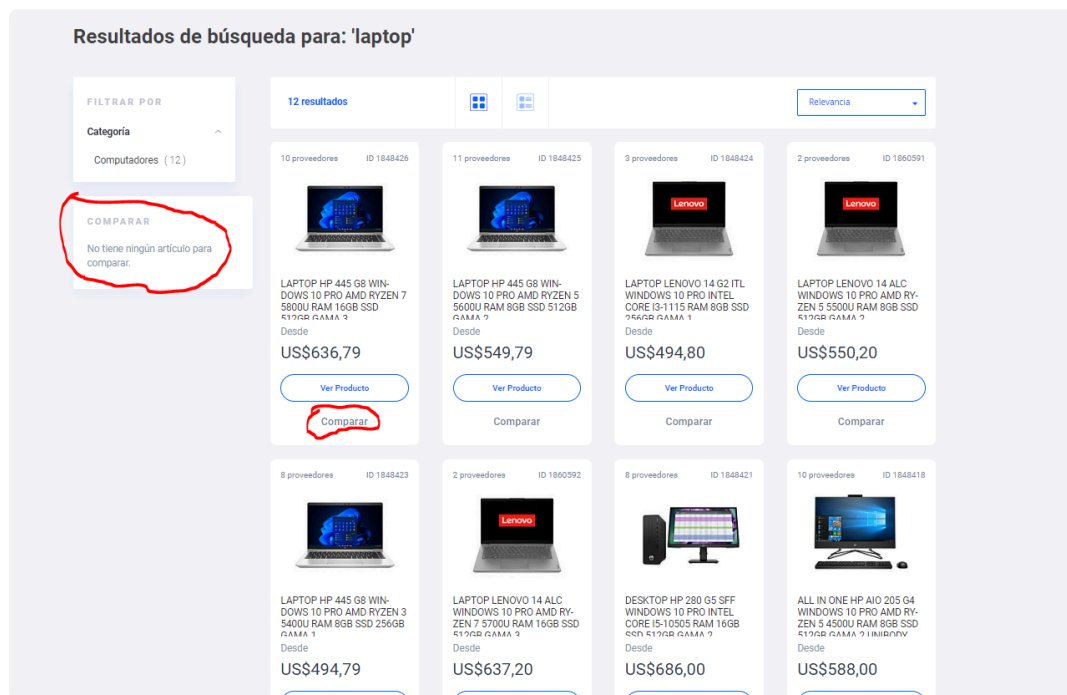 Resultados de búsqueda para: 'laptop'
FILTRAR POR
Categoría
Computadores (12)
COMPARAR
No tiene ningún artículo para
comparar.
12 resultados
Relevancia
10 proveedores ID 1848426
LAPTOP HP 445 G8 WIN-
DOWS 10 PRO AMD RYZEN 7
5800U RAM 16GB SSD
512GB GAMA 3
Desde
US$636,79
Ver Producto
Comparar
11 proveedores ID 1848425
LAPTOP HP 445 G8 WIN-
DOWS 10 PRO AMD RYZEN 5
5600U RAM 8GB SSD 512GB
GAMA 2
Desde
US$549,79
Ver Producto
Comparar
3 proveedores ID 1848424
Lenovo
LAPTOP LENOVO 14 G2 ITL
WINDOWS 10 PRO INTEL
CORE I3-1115 RAM 8GB SSD
256GB GAMA 1
Desde
US$494,80
Ver Producto
Comparar
2 proveedores ID 1860591
Lenovo
LAPTOP LENOVO 14 ALC
WINDOWS 10 PRO AMD RY-
ZEN 5 5500U RAM 8GB SSD
512GB GAMA 2
Desde
US$550,20
Ver Producto
Comparar
8 proveedores ID 1848423
LAPTOP HP 445 G8 WIN-
DOWS 10 PRO AMD RYZEN 3
5400U RAM 8GB SSD 256GB
GAMA 1
Desde
US$494,79
2 proveedores ID 1860592
Lenovo
LAPTOP LENOVO 14 ALC
WINDOWS 10 PRO AMD RY-
ZEN 7 5700U RAM 16GB SSD
512GB GAMA 3
Desde
US$637,20
8 proveedores ID 1848421
DESKTOP HP 280 G5 SFF
WINDOWS 10 PRO INTEL
CORE I5-10505 RAM 16GB
SSD 512GB GAMA 2
Desde
US$686,00
10 proveedores ID 1848418
ALL IN ONE HP AIO 205 G4
WINDOWS 10 PRO AMD RY-
ZEN 5 4500U RAM 8GB SSD
512GB GAMA 2 UNIBODY
Desde
US$588,00